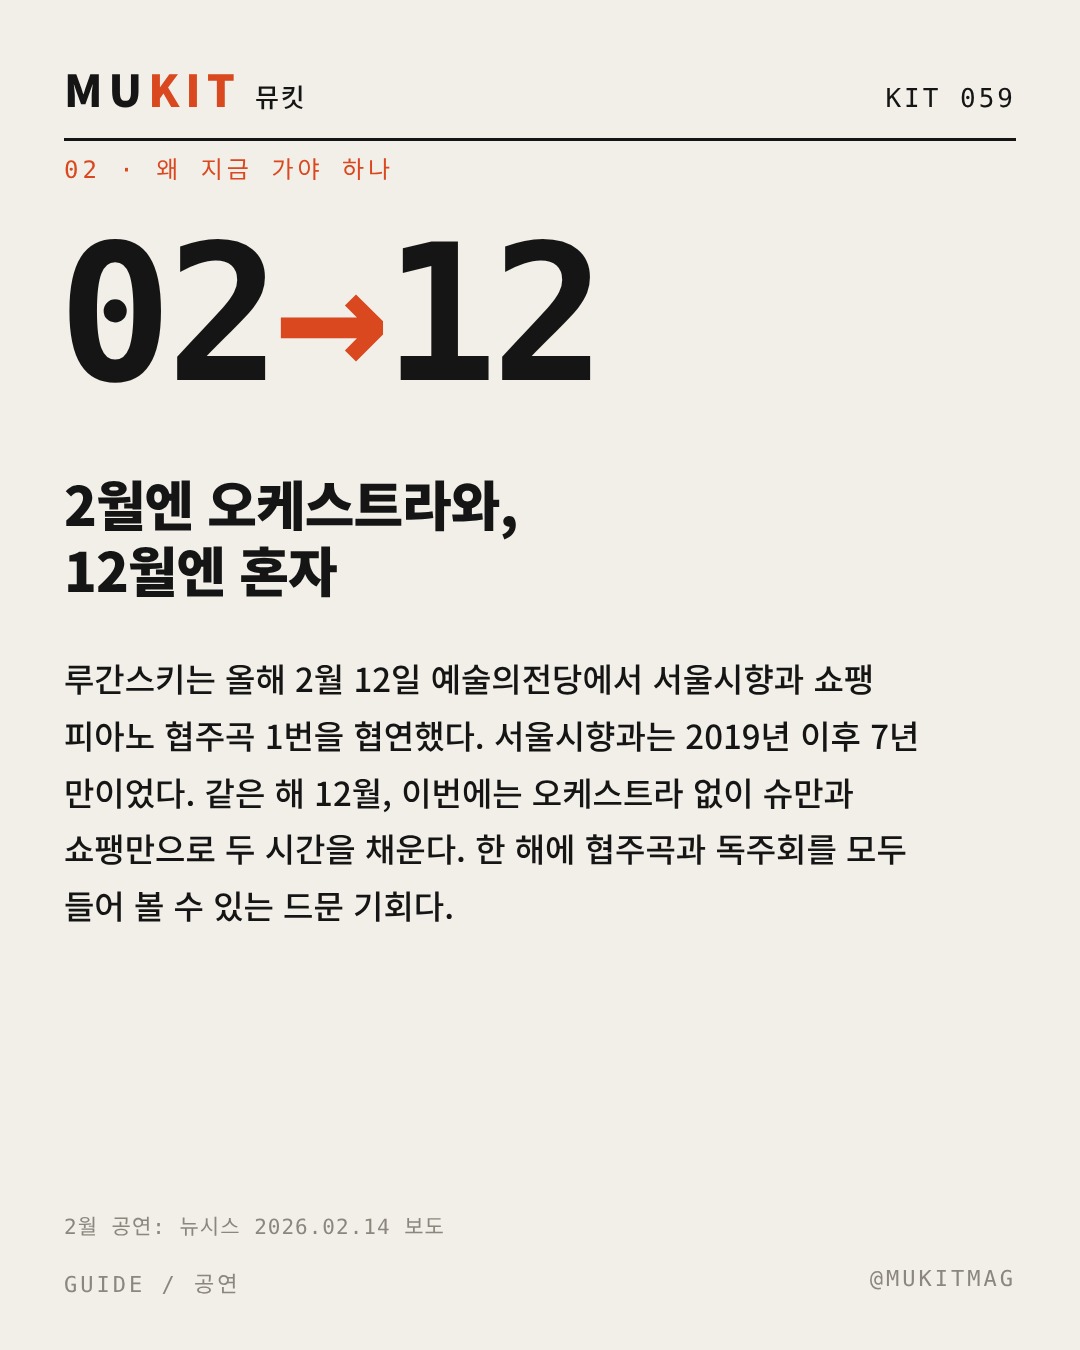 MUKIT 뮤킷
KIT 059
02 · 왜 지금 가야 하나
02→12
2월엔 오케스트라와,
12월엔 혼자
루간스키는 올해 2월 12일 예술의전당에서 서울시향과 쇼팽
피아노 협주곡 1번을 협연했다. 서울시향과는 2019년 이후 7년
만이었다. 같은 해 12월, 이번에는 오케스트라 없이 슈만과
쇼팽만으로 두 시간을 채운다. 한 해에 협주곡과 독주회를 모두
들어 볼 수 있는 드문 기회다.
2월 공연: 뉴시스 2026.02.14 보도
GUIDE / 공연
@MUKITMAG